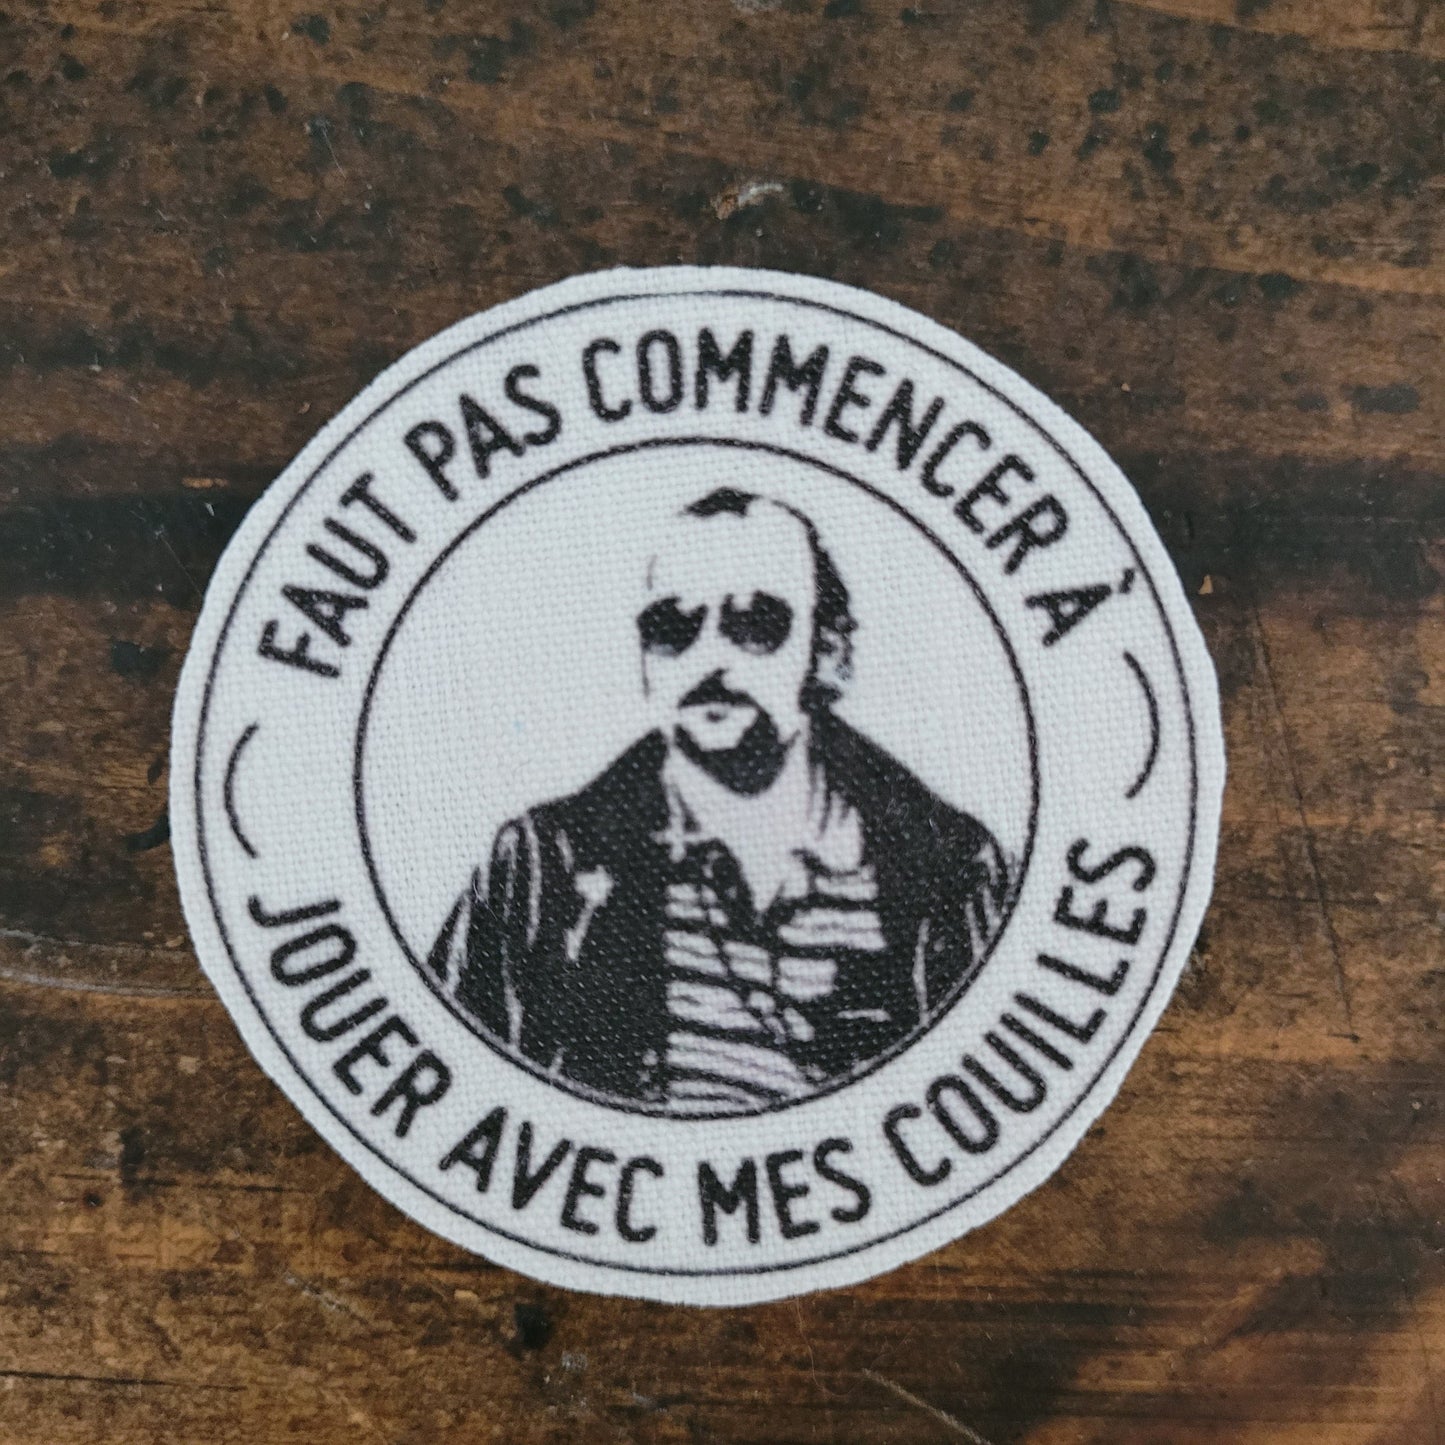 FAUT PAS COMMENCER À
JOUER AVEC MES COUILLES